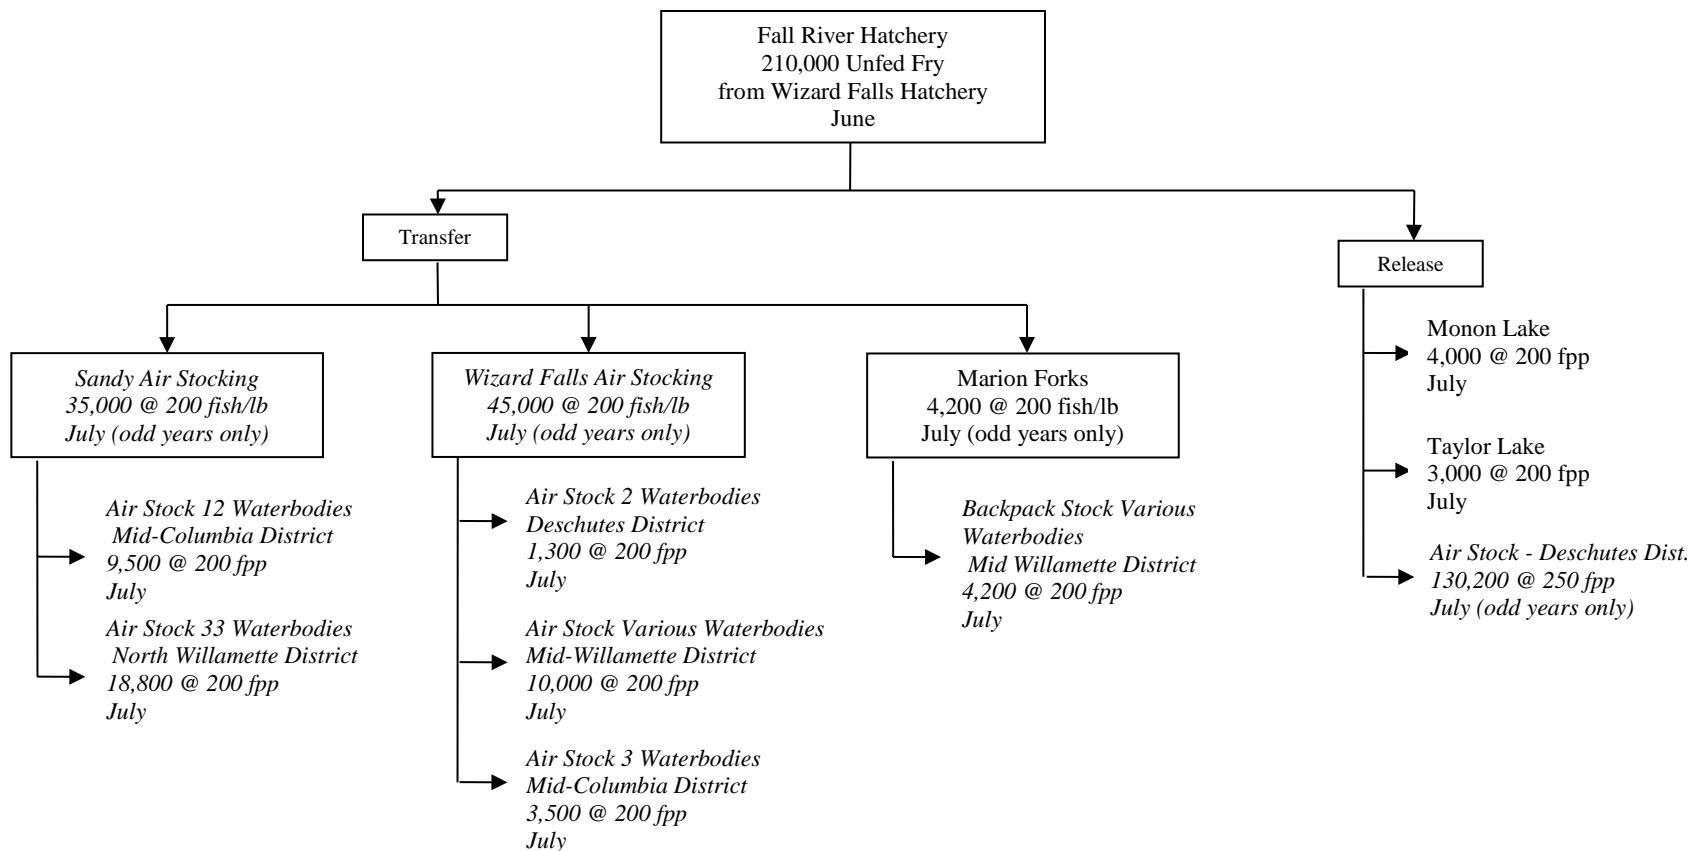 Fall River Hatchery
210,000 Unfed Fry
from Wizard Falls Hatchery
June
Transfer
Release
Sandy Air Stocking
35,000 @ 200 fish/lb
July (odd years only)
Wizard Falls Air Stocking
45,000 @ 200 fish/lb
July (odd years only)
Marion Forks
4,200 @ 200 fish/lb
July (odd years only)
Air Stock 12 Waterbodies
Mid-Columbia District
9,500 @ 200 fpp
July
Air Stock 33 Waterbodies
North Willamette District
18,800 @ 200 fpp
July
Air Stock 2 Waterbodies
Deschutes District
1,300 @ 200 fpp
July
Air Stock Various Waterbodies
Mid-Willamette District
10,000 @ 200 fpp
July
Air Stock 3 Waterbodies
Mid-Columbia District
3,500 @ 200 fpp
July
Backpack Stock Various
Waterbodies
Mid Willamette District
4,200 @ 200 fpp
July
Monon Lake
4,000 @ 200 fpp
July
Taylor Lake
3,000 @ 200 fpp
July
Air Stock - Deschutes Dist.
130,200 @ 250 fpp
July (odd years only)